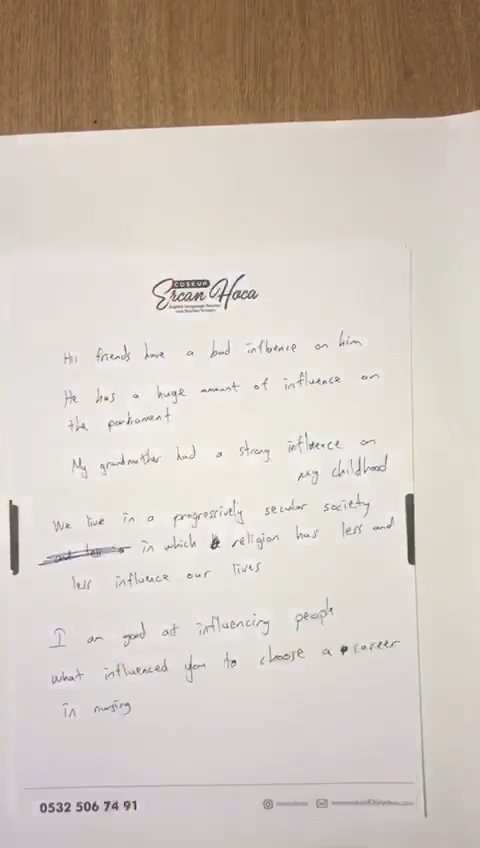 COŞKUN
Ercan Hoca
His friends have a bad influence on him
He has a huge amount of influence on
the parliament
My grandmother had a strong influence on
my childhood
We live in a progressively secular society
in which religion has less and
less influence our lives
I am good at influencing people
what influenced you to choose a career
in nursing
0532 506 74 91